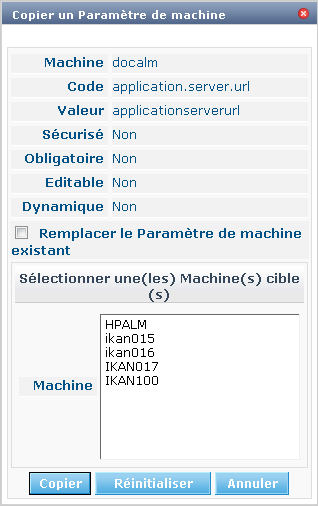 Copier un Paramètre de machine
Machine docalm
Code application.server.url
Valeur applicationserverurl
Sécurisé Non
Obligatoire Non
Editable Non
Dynamique Non
Remplacer le Paramètre de machine
existant
Sélectionner une(les) Machine(s) cible
(s)
Machine
HPALM
ikan015
ikan016
IKAN017
IKAN100
Copier Réinitialiser Annuler